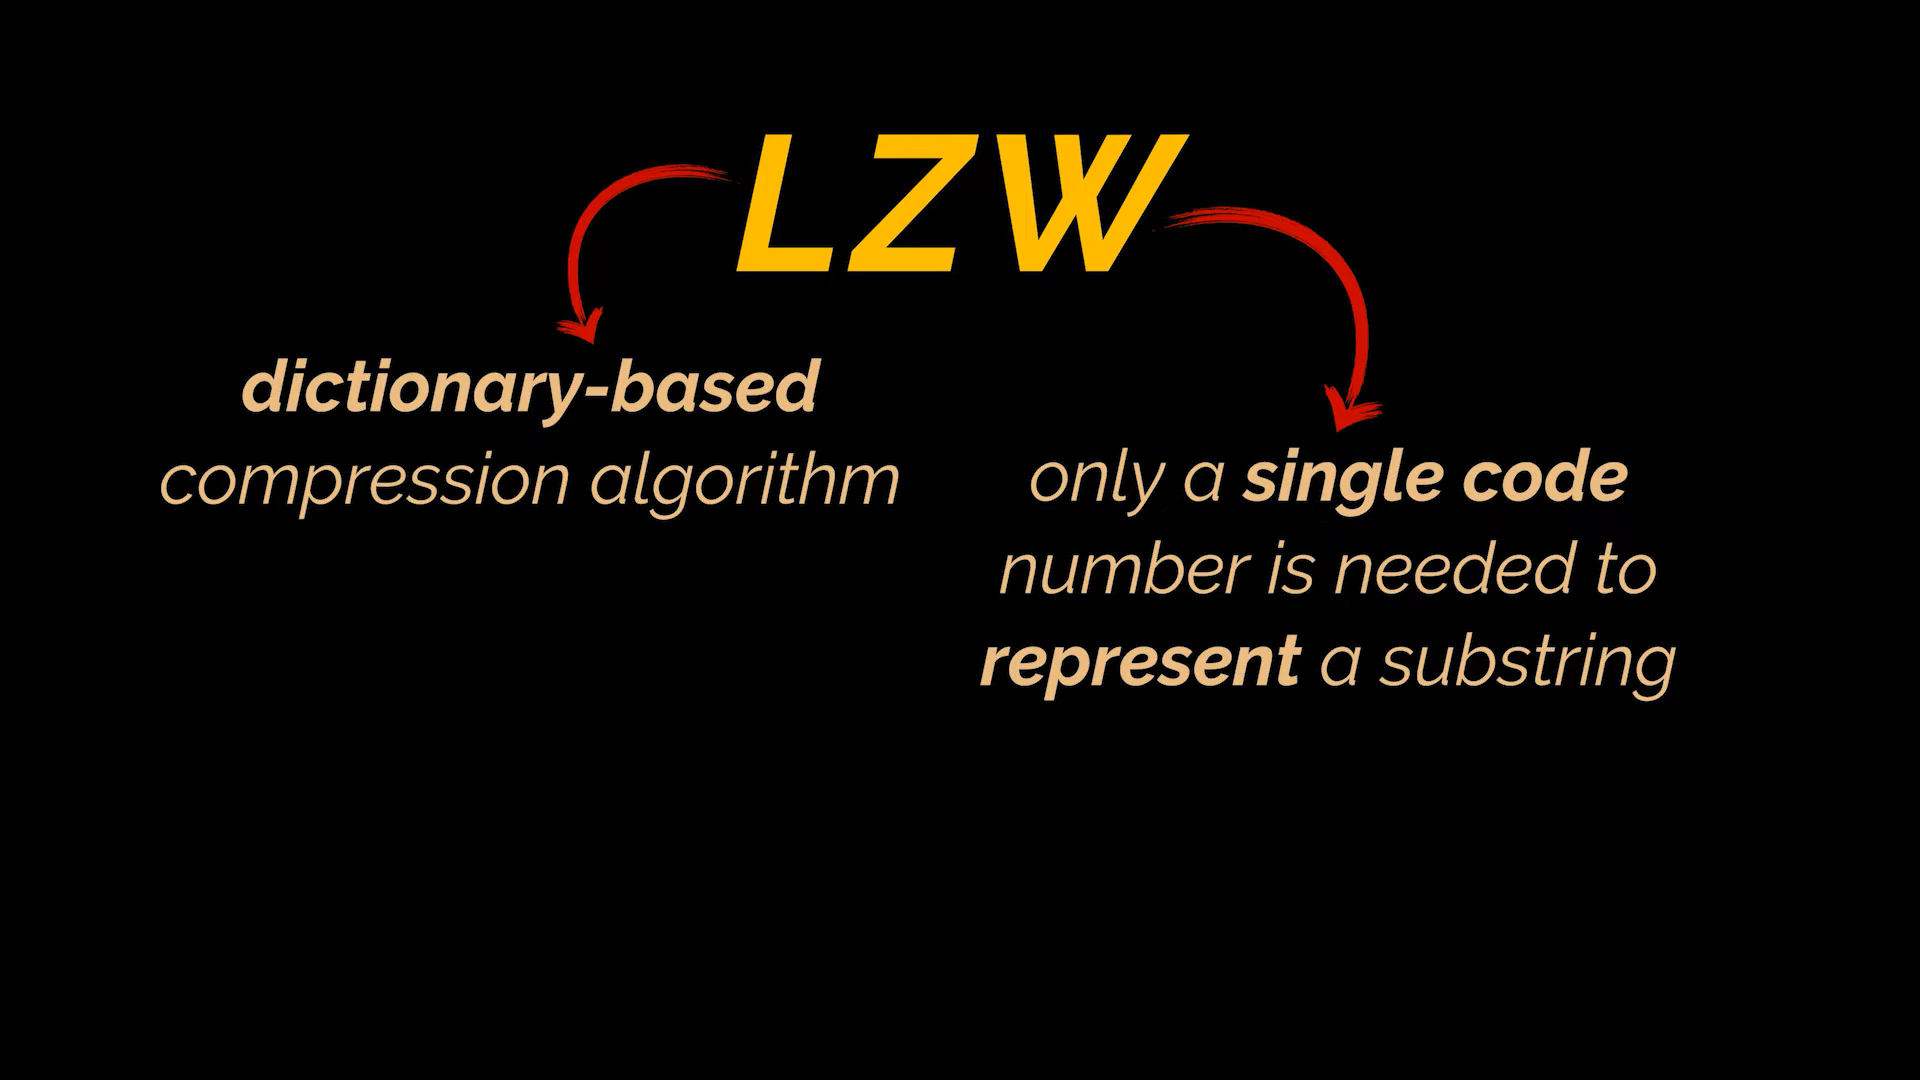 LZW
dictionary-based
compression algorithm
only a single code
number is needed to
represent a substring